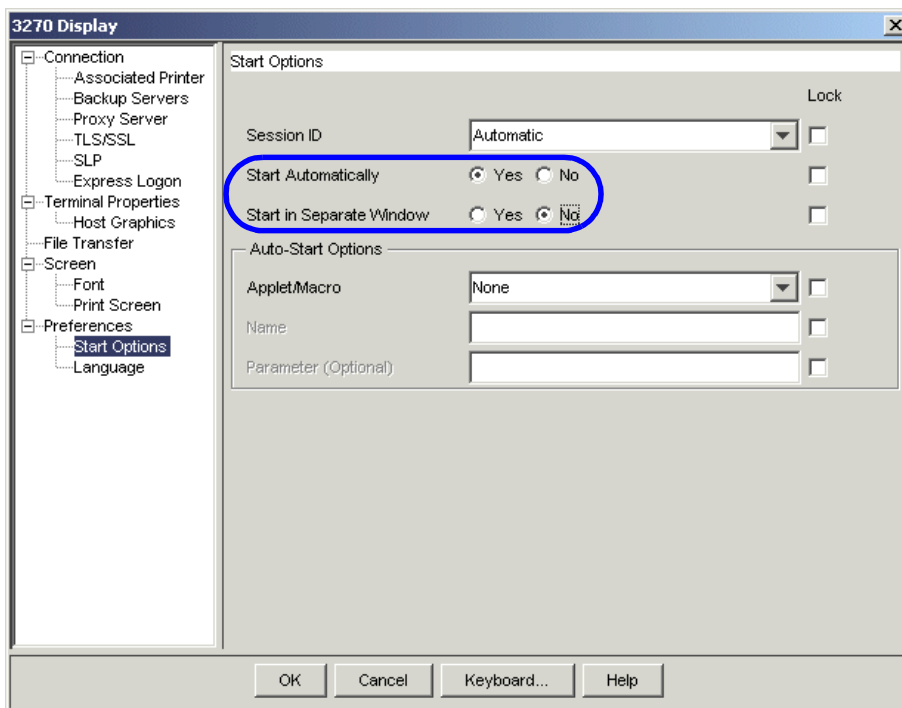 3270 Display
Connection
Associated Printer
Backup Servers
Proxy Server
TLS/SSL
SLP
Express Logon
Terminal Properties
Host Graphics
File Transfer
Screen
Font
Print Screen
Preferences
Start Options
Language
Start Options
Lock
Session ID Automatic
Start Automatically Yes No
Start in Separate Window Yes No
Auto-Start Options
Applet/Macro None
Name
Parameter (Optional)
OK Cancel Keyboard... Help